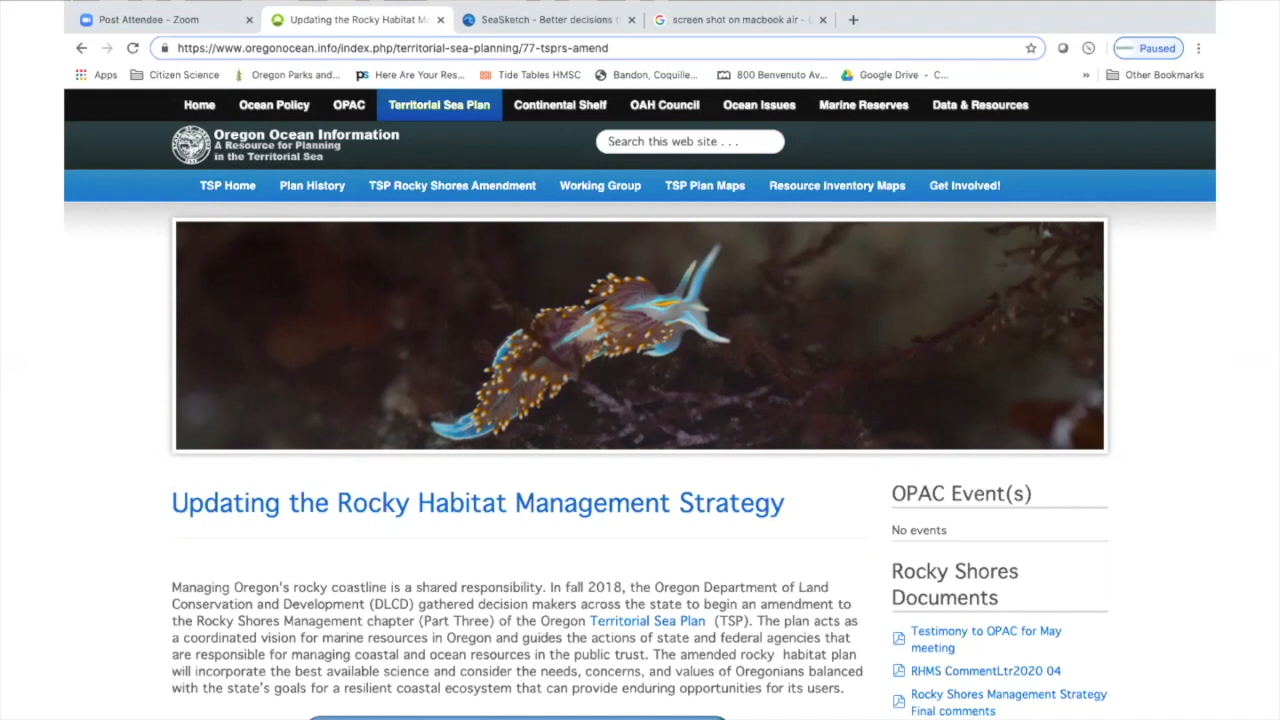 Post Attendee - Zoom
Updating the Rocky Habitat M
SeaSketch - Better decisions
screen shot on macbook air -
https://www.oregonocean.info/index.php/territorial-sea-planning/77-tsprs-amend
Paused
Apps
Citizen Science
Oregon Parks and...
Here Are Your Res...
Tide Tables HMSC
Bandon, Coquille...
800 Benvenuto Av...
Google Drive - C...
Other Bookmarks
Home Ocean Policy OPAC Territorial Sea Plan Continental Shelf OAH Council Ocean Issues Marine Reserves Data & Resources
Oregon Ocean Information
A Resource for Planning
in the Territorial Sea
Search this web site . . .
TSP Home Plan History TSP Rocky Shores Amendment Working Group TSP Plan Maps Resource Inventory Maps Get Involved!
Updating the Rocky Habitat Management Strategy
Managing Oregon's rocky coastline is a shared responsibility. In fall 2018, the Oregon Department of Land
Conservation and Development (DLCD) gathered decision makers across the state to begin an amendment to
the Rocky Shores Management chapter (Part Three) of the Oregon Territorial Sea Plan (TSP). The plan acts as
a coordinated vision for marine resources in Oregon and guides the actions of state and federal agencies that
are responsible for managing coastal and ocean resources in the public trust. The amended rocky habitat plan
will incorporate the best available science and consider the needs, concerns, and values of Oregonians balanced
with the state's goals for a resilient coastal ecosystem that can provide enduring opportunities for its users.
OPAC Event(s)
No events
Rocky Shores
Documents
Testimony to OPAC for May
meeting
RHMS CommentLtr2020 04
Rocky Shores Management Strategy
Final comments